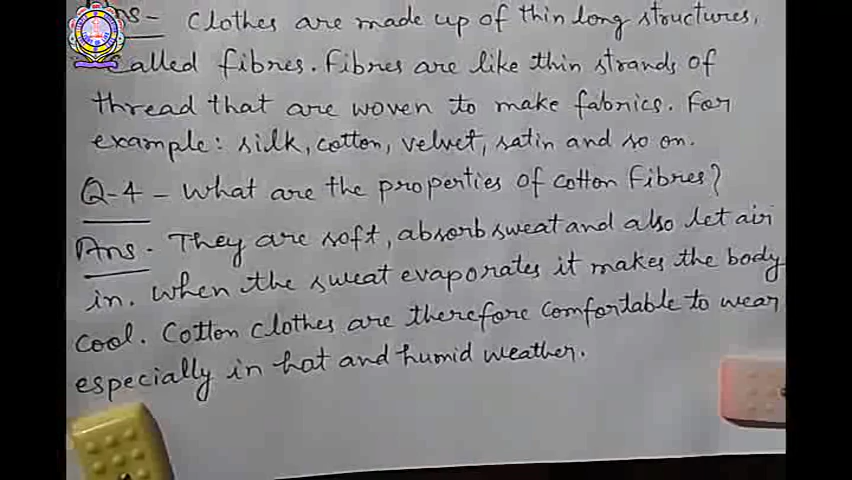 Ans - Clothes are made up of thin long structures,
called fibres. Fibres are like thin strands of
thread that are woven to make fabrics. For
example: silk, cotton, velvet, satin and so on.
Q-4 - What are the properties of cotton fibres?
Ans - They are soft, absorb sweat and also let air
in. When the sweat evaporates it makes the body
cool. Cotton clothes are therefore comfortable to wear
especially in hot and humid weather.